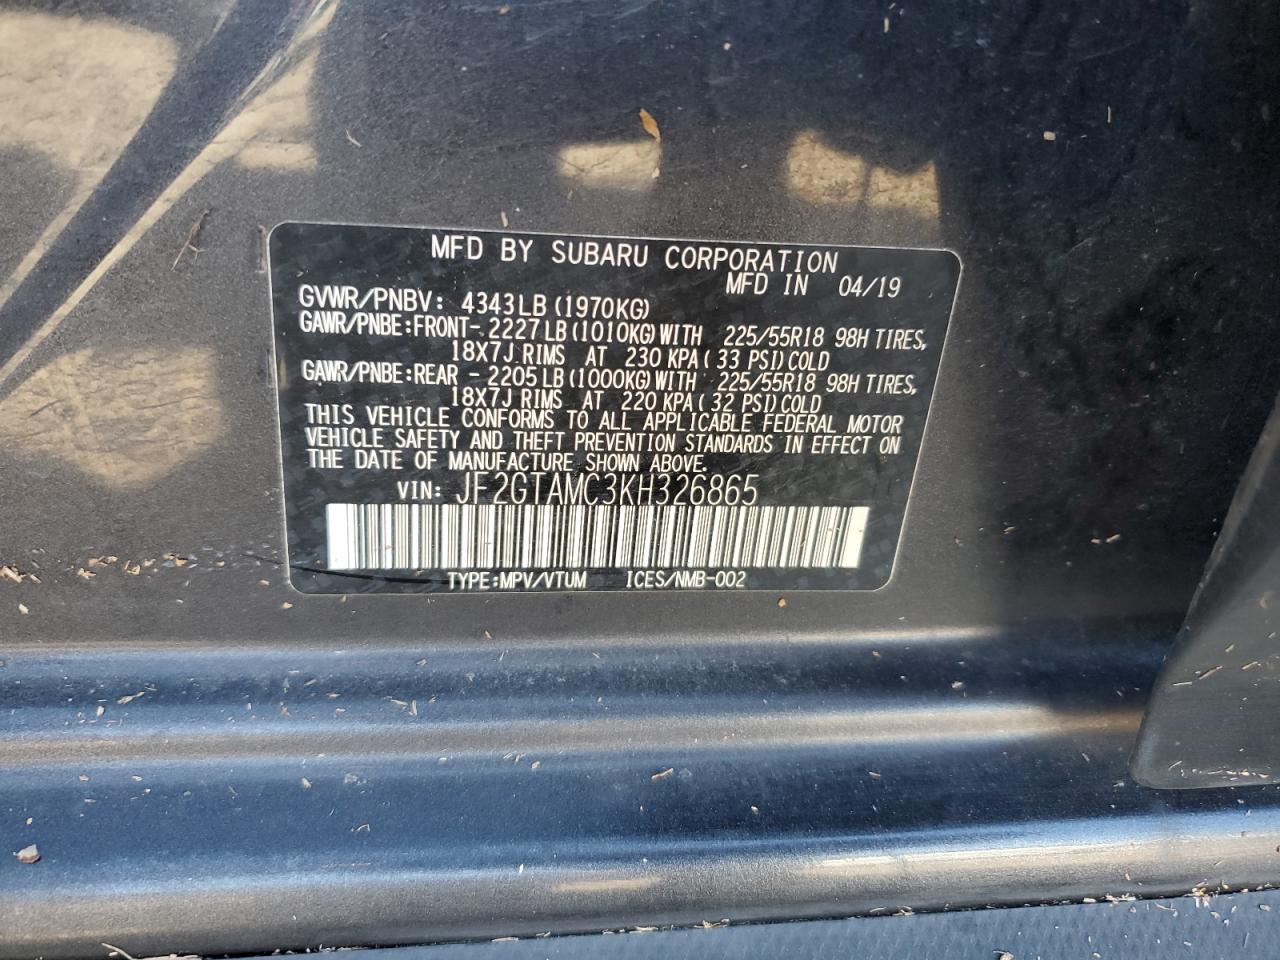 MFD BY SUBARU CORPORATION
MFD IN 04/19
GVWR/PNBV: 4343LB (1970KG)
GAWR/PNBE:FRONT- 2227LB (1010KG) WITH 225/55R18 98H TIRES,
18X7J RIMS AT 230 KPA ( 33 PSI) COLD
GAWR/PNBE:REAR - 2205LB (1000KG) WITH 225/55R18 98H TIRES,
18X7J RIMS AT 220 KPA ( 32 PSI) COLD
THIS VEHICLE CONFORMS TO ALL APPLICABLE FEDERAL MOTOR
VEHICLE SAFETY AND THEFT PREVENTION STANDARDS IN EFFECT ON
THE DATE OF MANUFACTURE SHOWN ABOVE.
VIN: JF2GTAMC3KH326865
TYPE:MPV/VTUM ICES/NMB-002